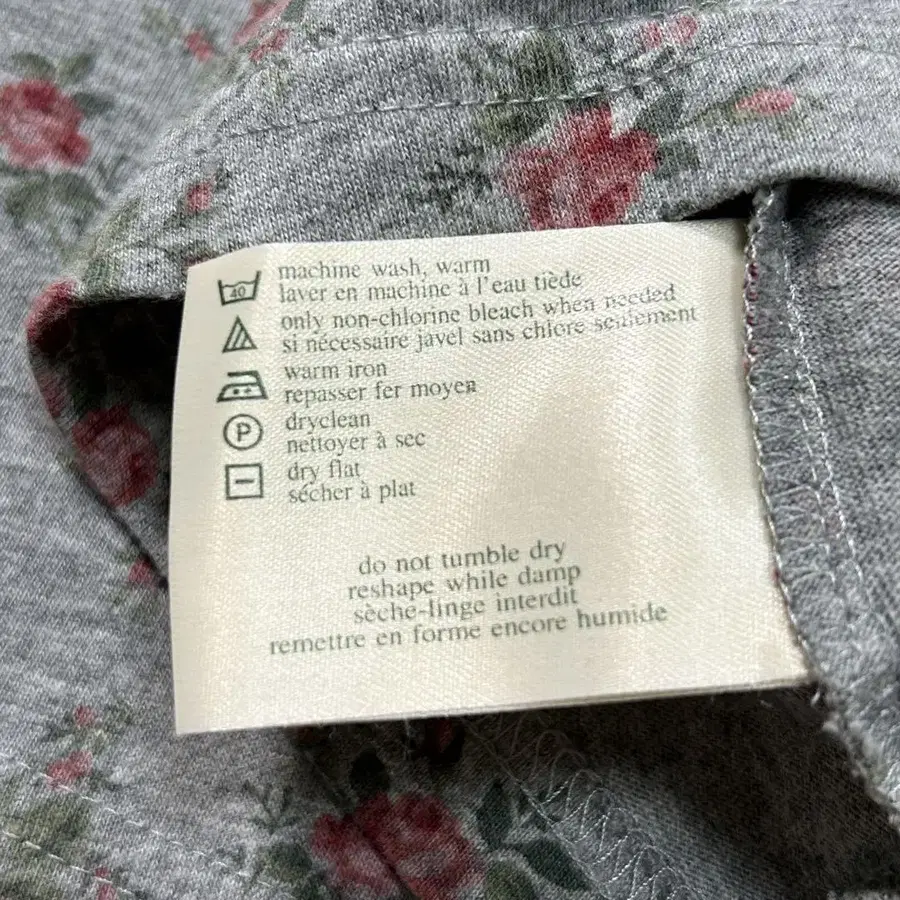 40
machine wash, warm
laver en machine à l'eau tiède
only non-chlorine bleach when needed
si nécessaire javel sans chlore seulement
warm iron
repasser fer moyen
P
dryclean
nettoyer à sec
dry flat
sécher à plat
do not tumble dry
reshape while damp
sèche-linge interdit
remettre en forme encore humide